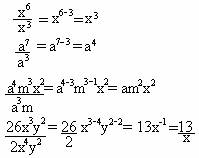 x⁶/x³ = x⁶⁻³ = x³
a⁷/a³ = a⁷⁻³ = a⁴
a⁴m³x²/a³m = a⁴⁻³m³⁻¹x² = am²x²
26x³y²/2x⁴y² = 26/2 x³⁻⁴y²⁻² = 13x⁻¹ = 13/x